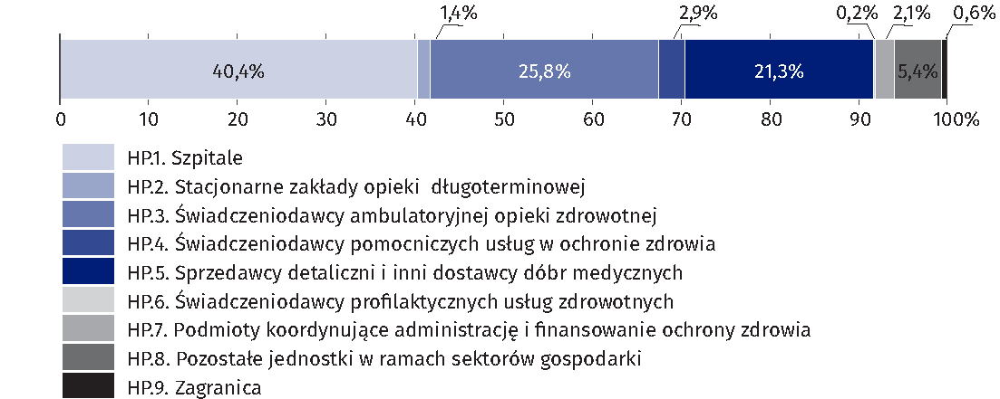 1,4% 2,9% 0,2% 2,1% 0,6%
40,4% 25,8% 21,3% 5,4%
0 10 20 30 40 50 60 70 80 90 100%
HP.1. Szpitale
HP.2. Stacjonarne zakłady opieki długoterminowej
HP.3. Świadczeniodawcy ambulatoryjnej opieki zdrowotnej
HP.4. Świadczeniodawcy pomocniczych usług w ochronie zdrowia
HP.5. Sprzedawcy detaliczni i inni dostawcy dóbr medycznych
HP.6. Świadczeniodawcy profilaktycznych usług zdrowotnych
HP.7. Podmioty koordynujące administrację i finansowanie ochrony zdrowia
HP.8. Pozostałe jednostki w ramach sektorów gospodarki
HP.9. Zagranica